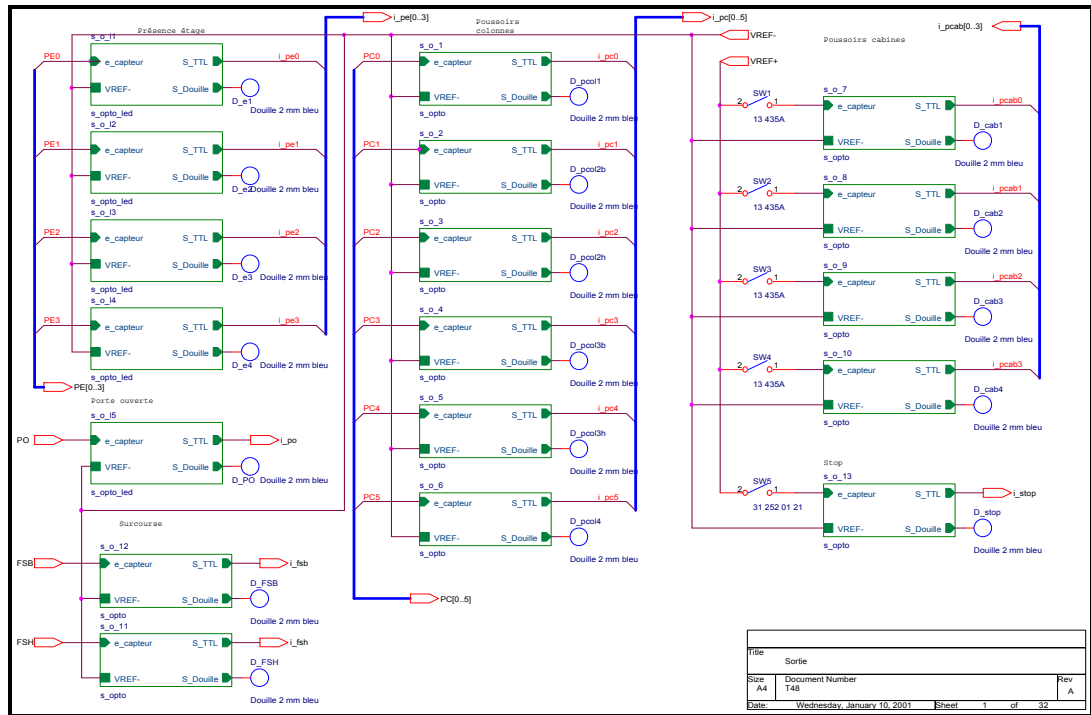 Présence étage
i_pe[0..3]
s_o_l1
PE0
e_capteur
S_TTL
i_pe0
VREF-
S_Douille
D_e1
Douille 2 mm bleu
s_opto_led
s_o_l2
PE1
e_capteur
S_TTL
i_pe1
VREF-
S_Douille
D_e2
Douille 2 mm bleu
s_opto_led
s_o_l3
PE2
e_capteur
S_TTL
i_pe2
VREF-
S_Douille
D_e3
Douille 2 mm bleu
s_opto_led
s_o_l4
PE3
e_capteur
S_TTL
i_pe3
VREF-
S_Douille
D_e4
Douille 2 mm bleu
s_opto_led
PE[0..3]
Porte ouverte
s_o_l5
PO
e_capteur
S_TTL
i_po
VREF-
S_Douille
D_PO
Douille 2 mm bleu
s_opto_led
Surcourse
s_o_12
FSB
e_capteur
S_TTL
i_fsb
VREF-
S_Douille
D_FSB
Douille 2 mm bleu
s_opto
s_o_11
FSH
e_capteur
S_TTL
i_fsh
VREF-
S_Douille
D_FSH
Douille 2 mm bleu
s_opto
Poussoirs
colonnes
i_pc[0..5]
s_o_1
PC0
e_capteur
S_TTL
i_pc0
VREF-
S_Douille
D_pcol1
Douille 2 mm bleu
s_opto
s_o_2
PC1
e_capteur
S_TTL
i_pc1
VREF-
S_Douille
D_pcol2b
Douille 2 mm bleu
s_opto
s_o_3
PC2
e_capteur
S_TTL
i_pc2
VREF-
S_Douille
D_pcol2h
Douille 2 mm bleu
s_opto
s_o_4
PC3
e_capteur
S_TTL
i_pc3
VREF-
S_Douille
D_pcol3b
Douille 2 mm bleu
s_opto
s_o_5
PC4
e_capteur
S_TTL
i_pc4
VREF-
S_Douille
D_pcol3h
Douille 2 mm bleu
s_opto
s_o_6
PC5
e_capteur
S_TTL
i_pc5
VREF-
S_Douille
D_pcol4
Douille 2 mm bleu
s_opto
PC[0..5]
VREF-
VREF+
Poussoirs cabines
i_pcab[0..3]
SW1
2 1
13 435A
s_o_7
e_capteur
S_TTL
i_pcab0
VREF-
S_Douille
D_cab1
Douille 2 mm bleu
s_opto
SW2
2 1
13 435A
s_o_8
e_capteur
S_TTL
i_pcab1
VREF-
S_Douille
D_cab2
Douille 2 mm bleu
s_opto
SW3
2 1
13 435A
s_o_9
e_capteur
S_TTL
i_pcab2
VREF-
S_Douille
D_cab3
Douille 2 mm bleu
s_opto
SW4
2 1
13 435A
s_o_10
e_capteur
S_TTL
i_pcab3
VREF-
S_Douille
D_cab4
Douille 2 mm bleu
s_opto
Stop
SW5
2 1
31 252 01 21
s_o_13
e_capteur
S_TTL
i_stop
VREF-
S_Douille
D_stop
Douille 2 mm bleu
s_opto
Title
Sortie
Size Document Number Rev
A4 T48 A
Date: Wednesday, January 10, 2001 Sheet 1 of 32